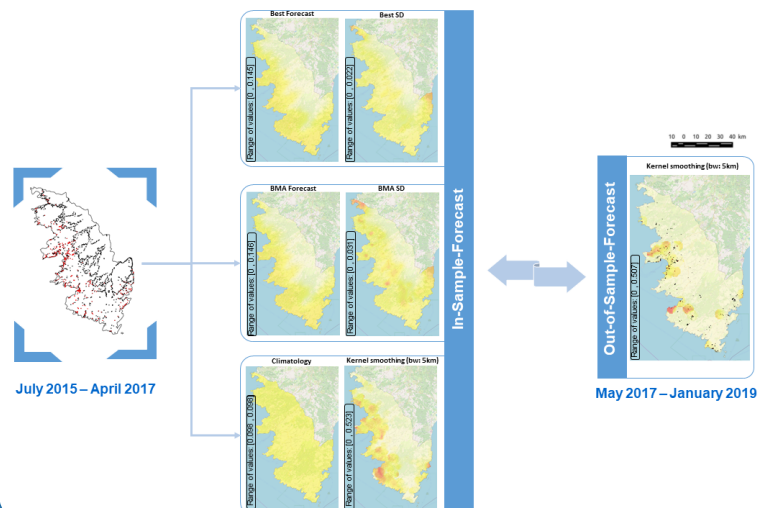 Best Forecast
Best SD
Range of values: [0 , 0.145]
Range of values: [0 , 0.022]
BMA Forecast
BMA SD
Range of values: [0 , 0.146]
Range of values: [0 , 0.031]
Climatology
Kernel smoothing (bw: 5km)
Range of values: [0.098 , 0.098]
Range of values: [0 , 0.523]
In-Sample-Forecast
July 2015 – April 2017
10 0 10 20 30 40 km
Kernel smoothing (bw: 5km)
Range of values: [0 , 0.507]
Out-of-Sample-Forecast
May 2017 – January 2019